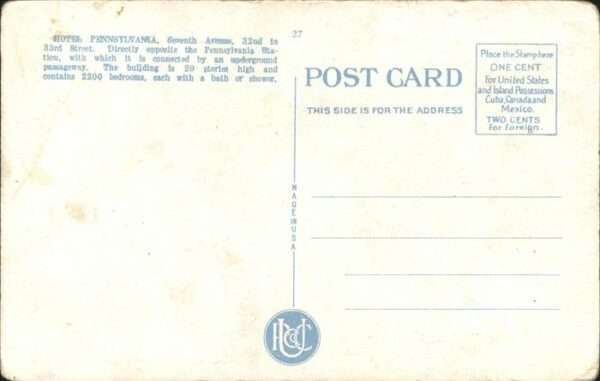 HOTEL PENNSYLVANIA, Seventh Avenue, 32nd to
33rd Street. Directly opposite the Pennsylvania Sta-
tion, with which it is connected by an underground
passageway. The building is 20 stories high and
contains 2200 bedrooms, each with a bath or shower.
27
POST CARD
THIS SIDE IS FOR THE ADDRESS
Place the Stamp here
ONE CENT
for United States
and Island Possessions
Cuba, Canada and
Mexico.
TWO CENTS
For Foreign.
MADE IN USA